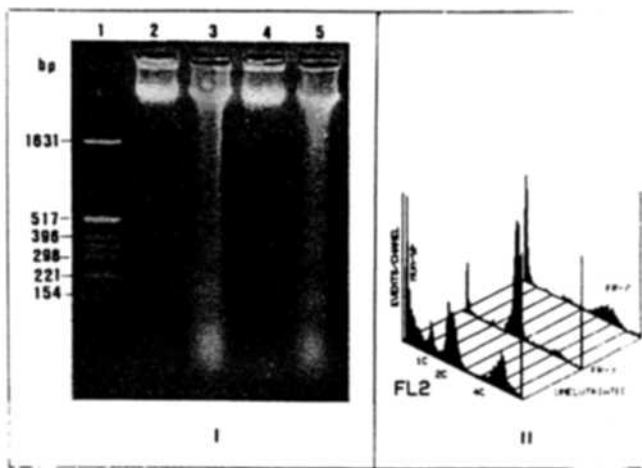 1 2 3 4 5
bp
1631
517
396
298
221
154
I
EVENTS/CHANNEL
1C
2C
4C
FL2
II